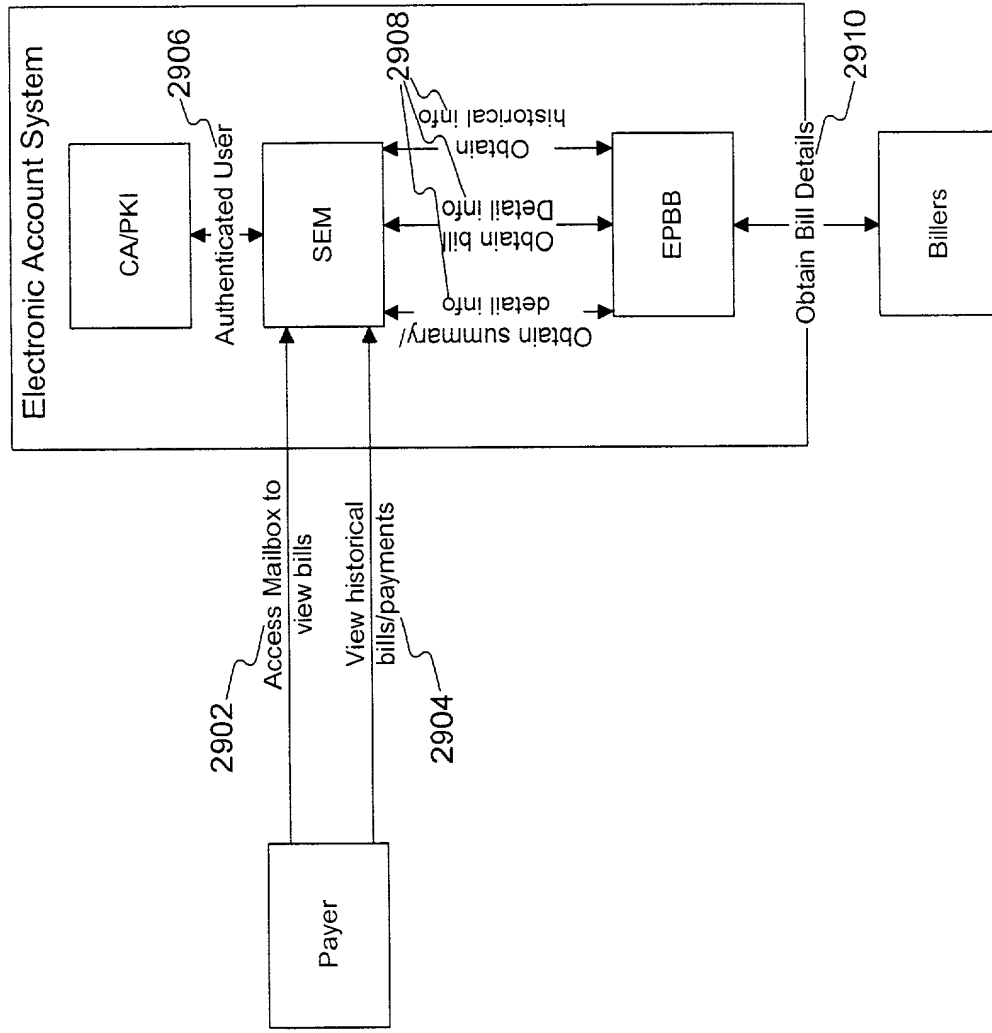 Electronic Account System
CA/PKI
2906
Authenticated User
SEM
2908
Obtain summary/
detail info
Obtain bill
Detail info
Obtain
historical info
EPBB
Obtain Bill Details
2910
Billers
2902
Access Mailbox to
view bills
View historical
bills/payments
2904
Payer